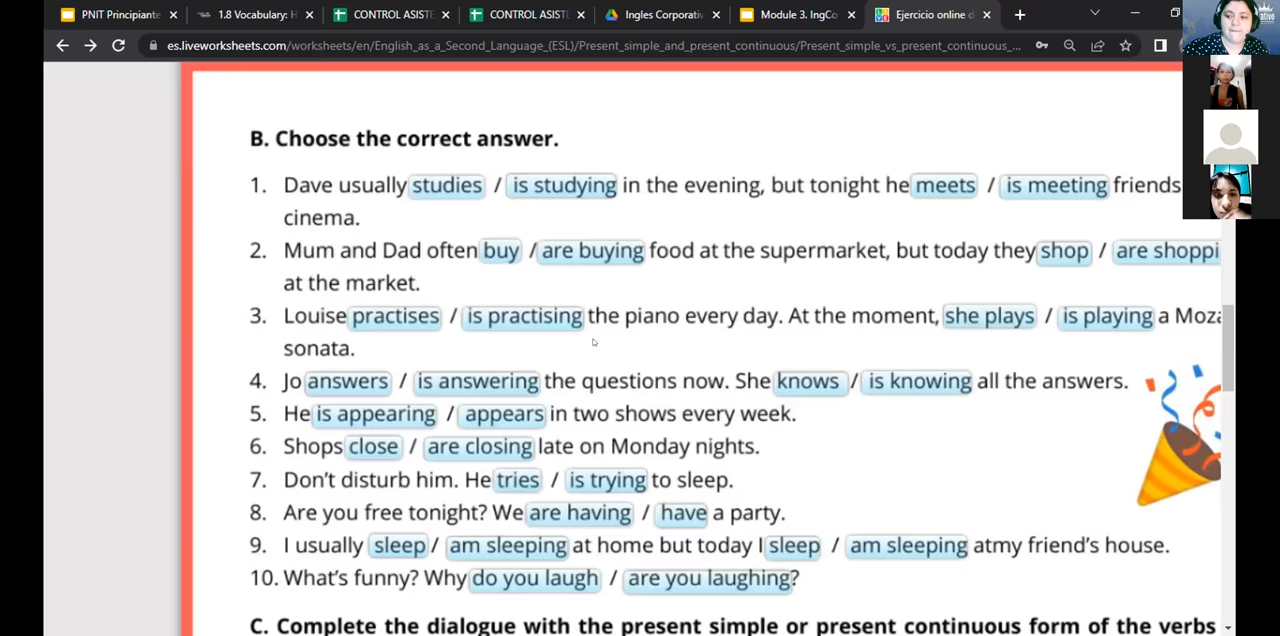 PNIT Principiante
1.8 Vocabulary: H
CONTROL ASIST
CONTROL ASIST
Ingles Corporativ
Module 3. IngCo
Ejercicio online d
es.liveworksheets.com/worksheets/en/English_as_a_Second_Language_(ESL)/Present_simple_and_present_continuous/Present_simple_vs_present_continuous_...
B. Choose the correct answer.
1. Dave usually studies / is studying in the evening, but tonight he meets / is meeting friends
cinema.
2. Mum and Dad often buy / are buying food at the supermarket, but today they shop / are shoppi
at the market.
3. Louise practises / is practising the piano every day. At the moment, she plays / is playing a Moza
sonata.
4. Jo answers / is answering the questions now. She knows / is knowing all the answers.
5. He is appearing / appears in two shows every week.
6. Shops close / are closing late on Monday nights.
7. Don't disturb him. He tries / is trying to sleep.
8. Are you free tonight? We are having / have a party.
9. I usually sleep / am sleeping at home but today I sleep / am sleeping atmy friend's house.
10. What's funny? Why do you laugh / are you laughing?
C. Complete the dialogue with the present simple or present continuous form of the verbs